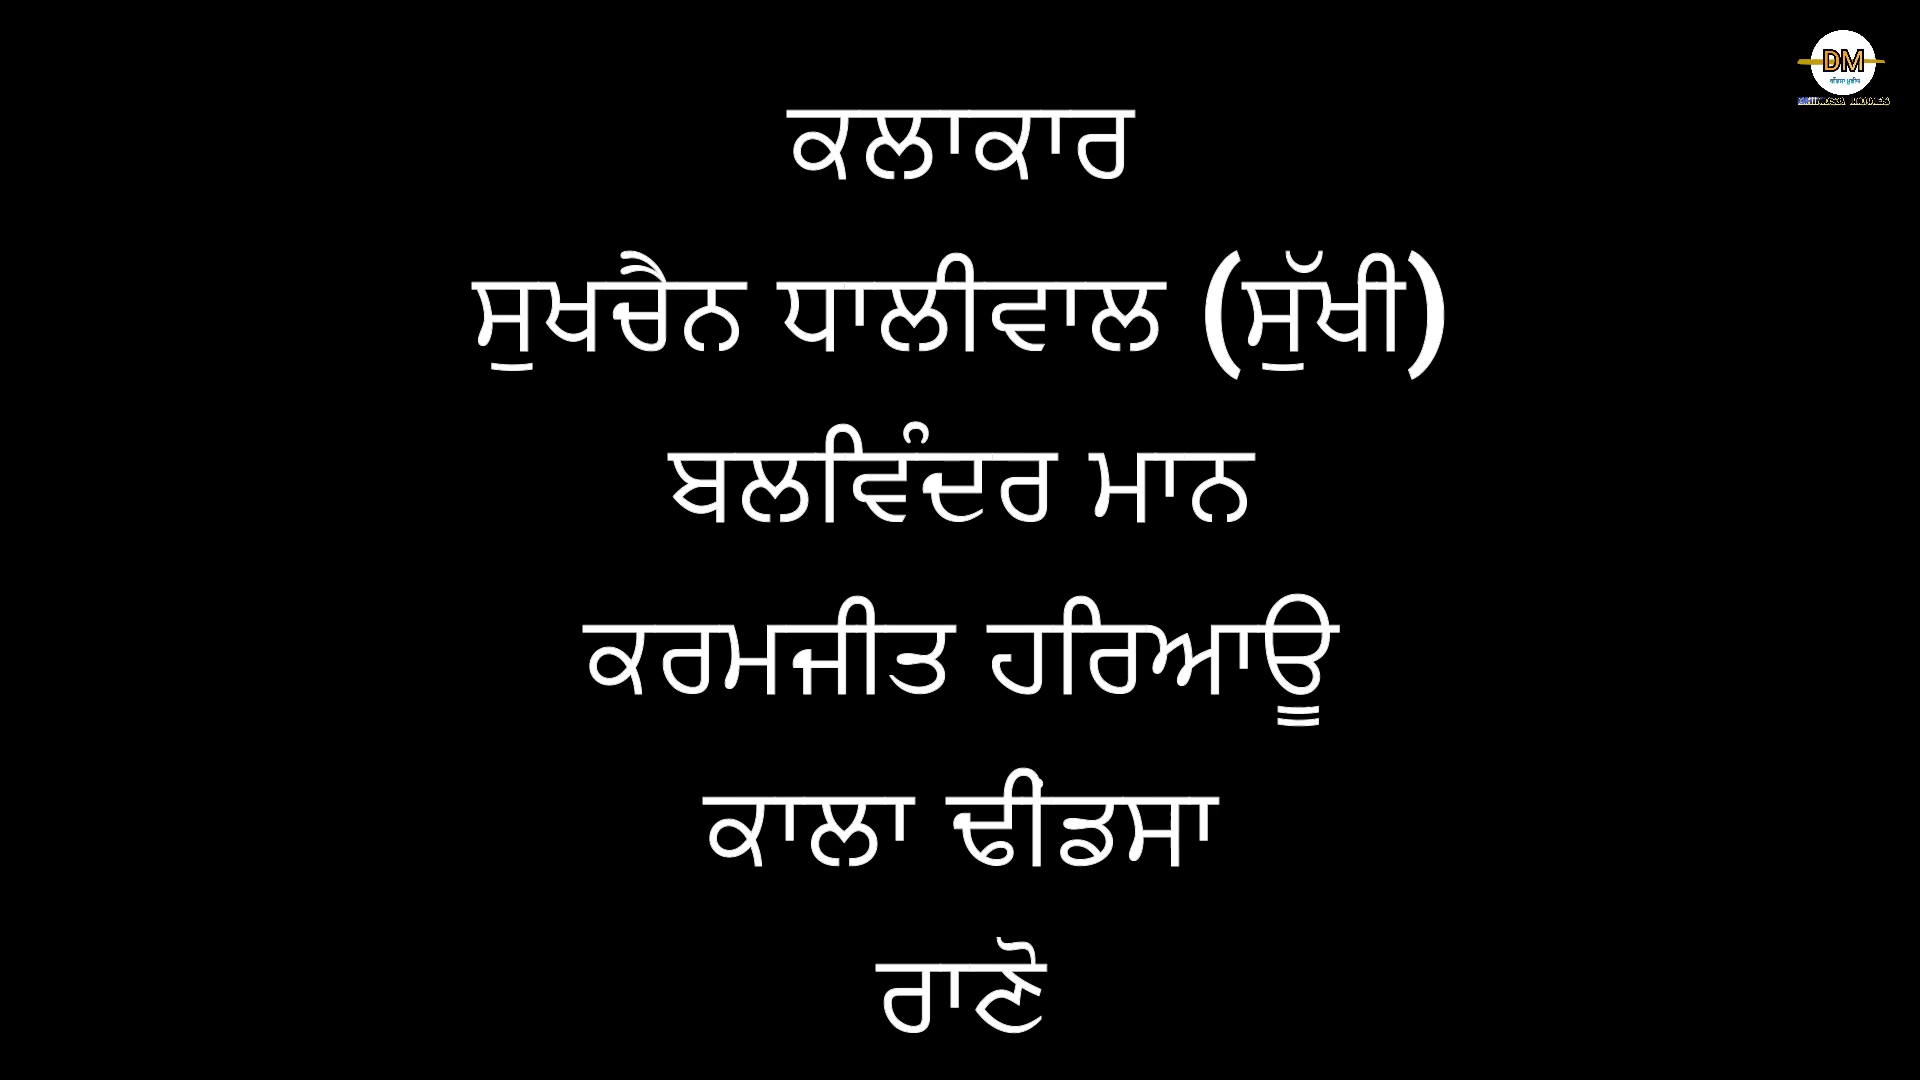 DM
ਕਲਾਕਾਰ
ਸੁਖਚੈਨ ਧਾਲੀਵਾਲ (ਸੁੱਖੀ)
ਬਲਵਿੰਦਰ ਮਾਨ
ਕਰਮਜੀਤ ਹਰਿਆਊ
ਕਾਲਾ ਢੀਂਡਸਾ
ਰਾਣੋ